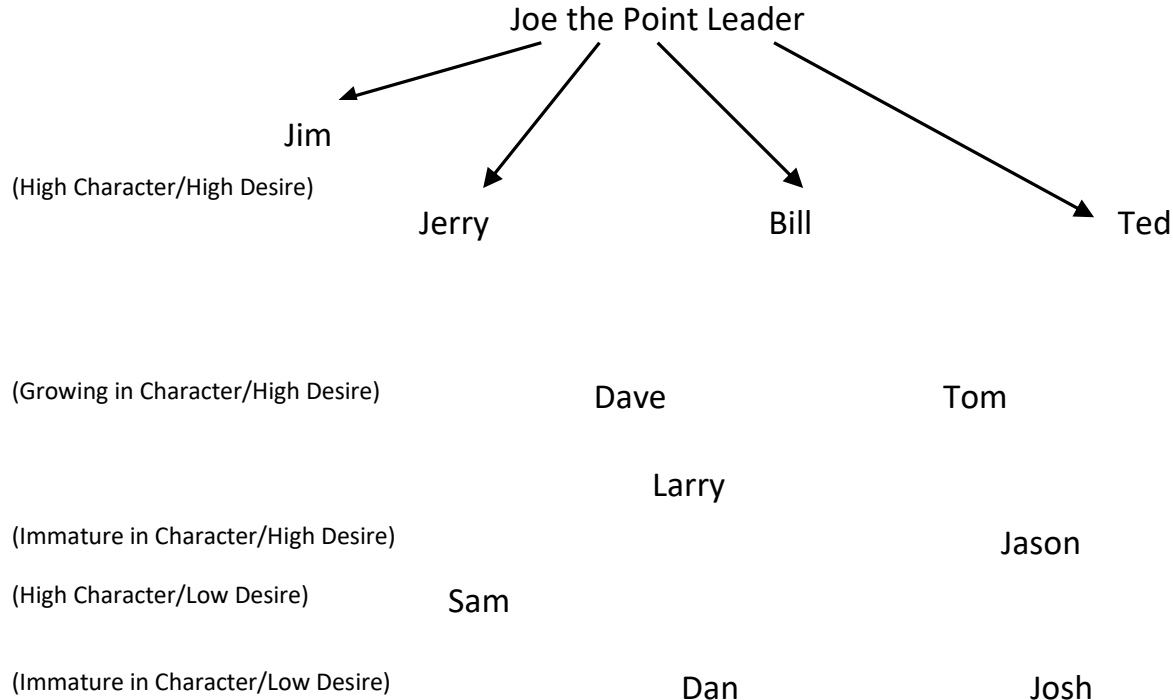 Joe the Point Leader
Jim
(High Character/High Desire)
Jerry Bill Ted
(Growing in Character/High Desire) Dave Tom
Larry
(Immature in Character/High Desire) Jason
(High Character/Low Desire) Sam
(Immature in Character/Low Desire) Dan Josh